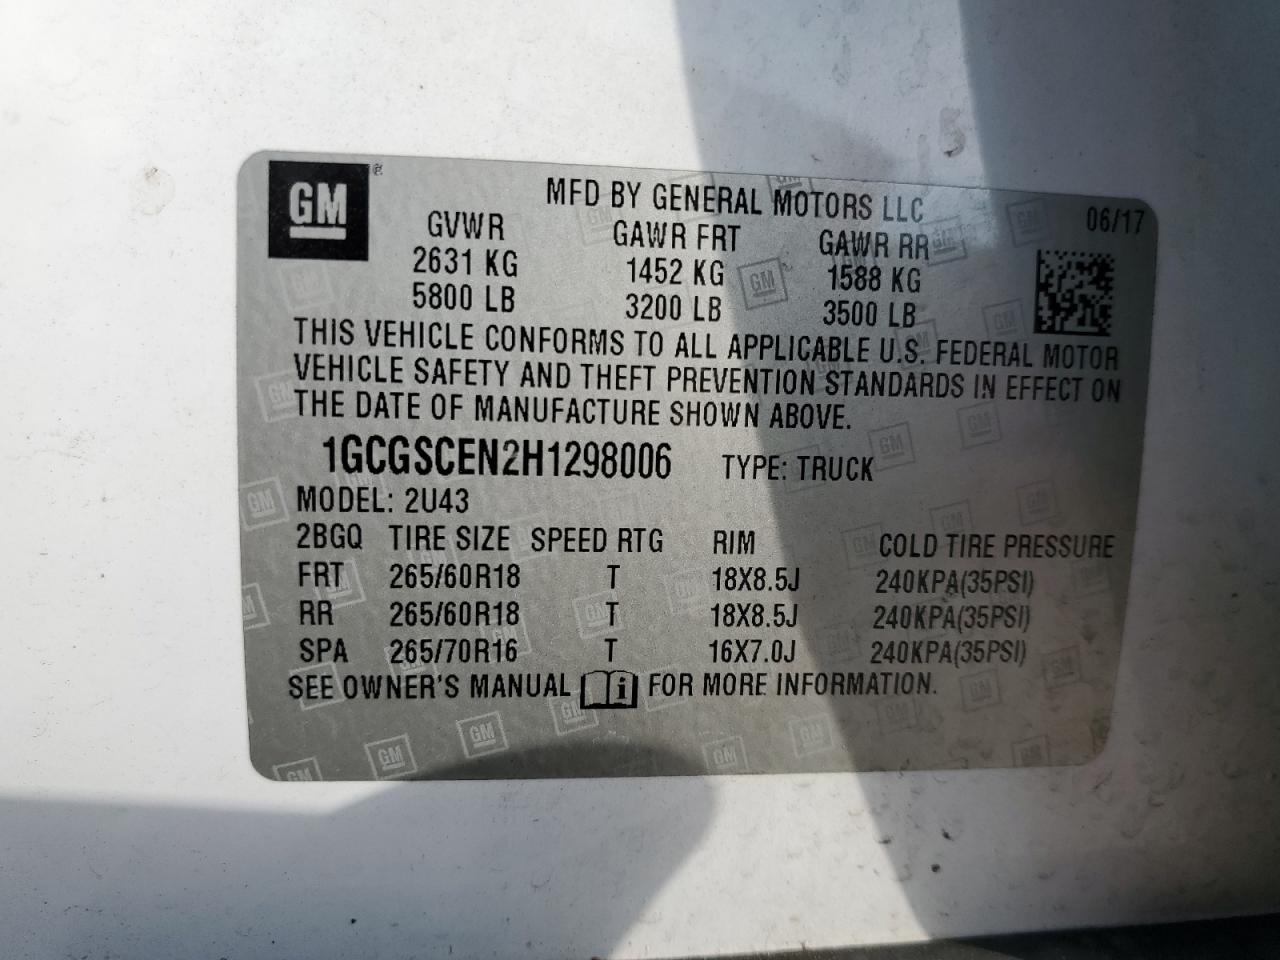 GM ®
MFD BY GENERAL MOTORS LLC
06/17
GVWR GAWR FRT GAWR RR
2631 KG 1452 KG 1588 KG
5800 LB 3200 LB 3500 LB
THIS VEHICLE CONFORMS TO ALL APPLICABLE U.S. FEDERAL MOTOR
VEHICLE SAFETY AND THEFT PREVENTION STANDARDS IN EFFECT ON
THE DATE OF MANUFACTURE SHOWN ABOVE.
1GCGSCEN2H1298006 TYPE: TRUCK
MODEL: 2U43
2BGQ TIRE SIZE SPEED RTG RIM COLD TIRE PRESSURE
FRT 265/60R18 T 18X8.5J 240KPA(35PSI)
RR 265/60R18 T 18X8.5J 240KPA(35PSI)
SPA 265/70R16 T 16X7.0J 240KPA(35PSI)
SEE OWNER'S MANUAL i FOR MORE INFORMATION.